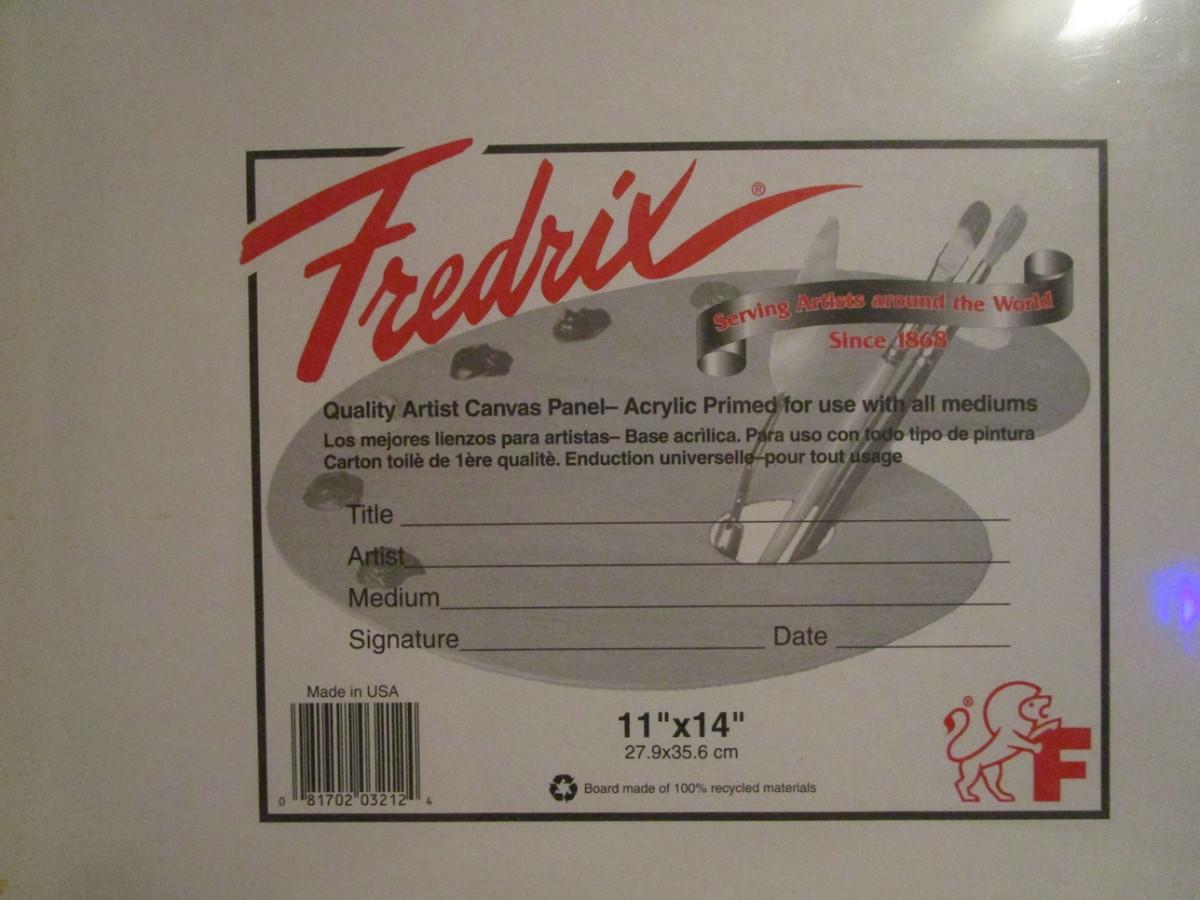 Fredrix ®
Serving Artists around the World
Since 1868
Quality Artist Canvas Panel– Acrylic Primed for use with all mediums
Los mejores lienzos para artistas– Base acrìlica. Para uso con todo tipo de pintura
Carton toilè de 1ère qualitè. Enduction universelle–pour tout usage
Title
Artist
Medium
Signature Date
Made in USA
0 81702 03212 4
11"x14"
27.9x35.6 cm
Board made of 100% recycled materials
®
F